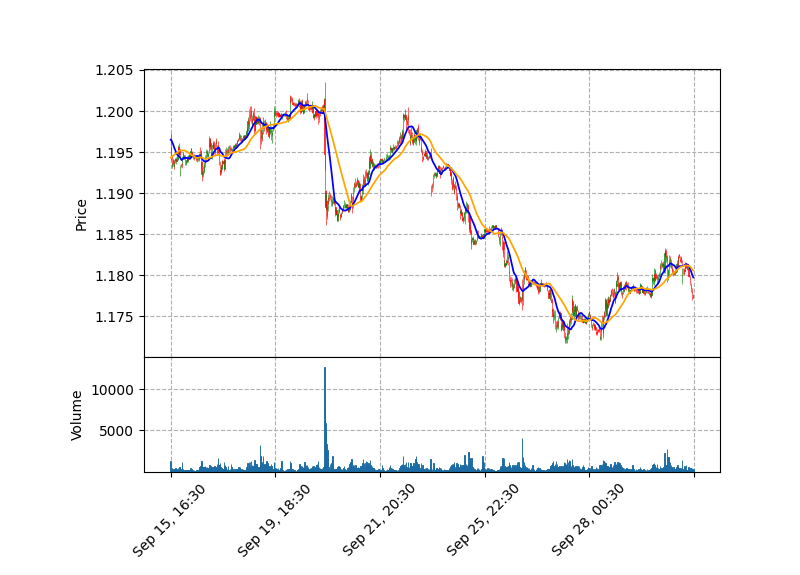 1.205
1.200
1.195
1.190
1.185
1.180
1.175
Price
10000
5000
Volume
Sep 15, 16:30
Sep 19, 18:30
Sep 21, 20:30
Sep 25, 22:30
Sep 28, 00:30